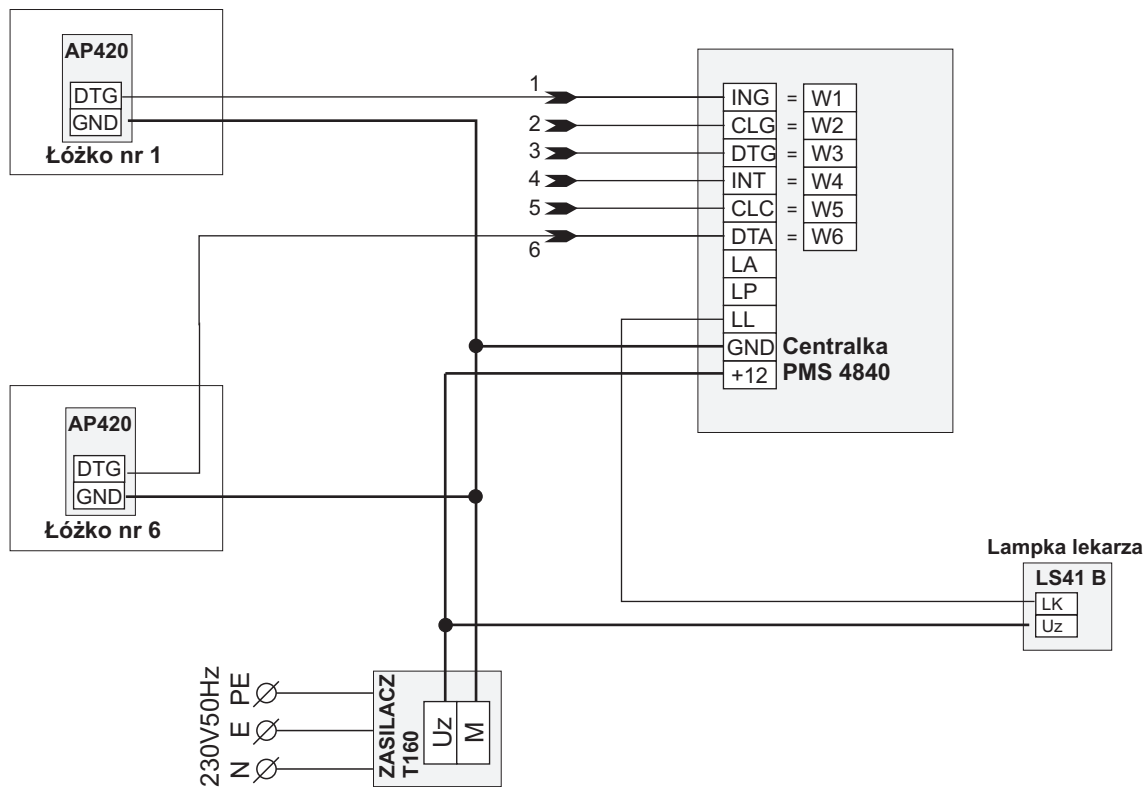 AP420
DTG
GND
Łóżko nr 1
1
2
3
4
5
6
ING = W1
CLG = W2
DTG = W3
INT = W4
CLC = W5
DTA = W6
LA
LP
LL
GND Centralka
+12 PMS 4840
AP420
DTG
GND
Łóżko nr 6
Lampka lekarza
LS41 B
LK
Uz
230V50Hz
PE
E
N
ZASILACZ
T160
Uz
M